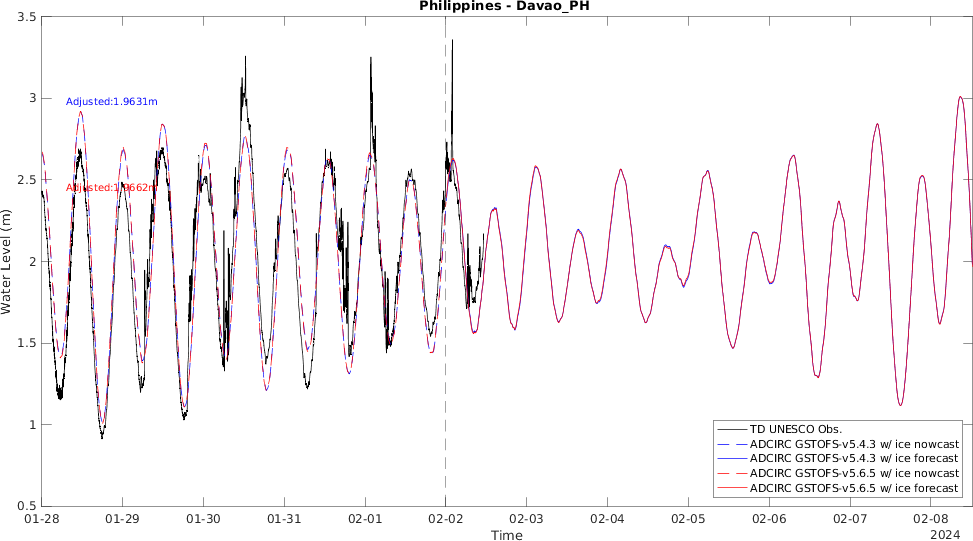 Philippines - Davao_PH
3.5
3
2.5
2
1.5
1
0.5
Water Level (m)
Adjusted:1.9631m
Adjusted:1.9662m
TD UNESCO Obs.
ADCIRC GSTOFS-v5.4.3 w/ ice nowcast
ADCIRC GSTOFS-v5.4.3 w/ ice forecast
ADCIRC GSTOFS-v5.6.5 w/ ice nowcast
ADCIRC GSTOFS-v5.6.5 w/ ice forecast
01-28 01-29 01-30 01-31 02-01 02-02 02-03 02-04 02-05 02-06 02-07 02-08
Time
2024